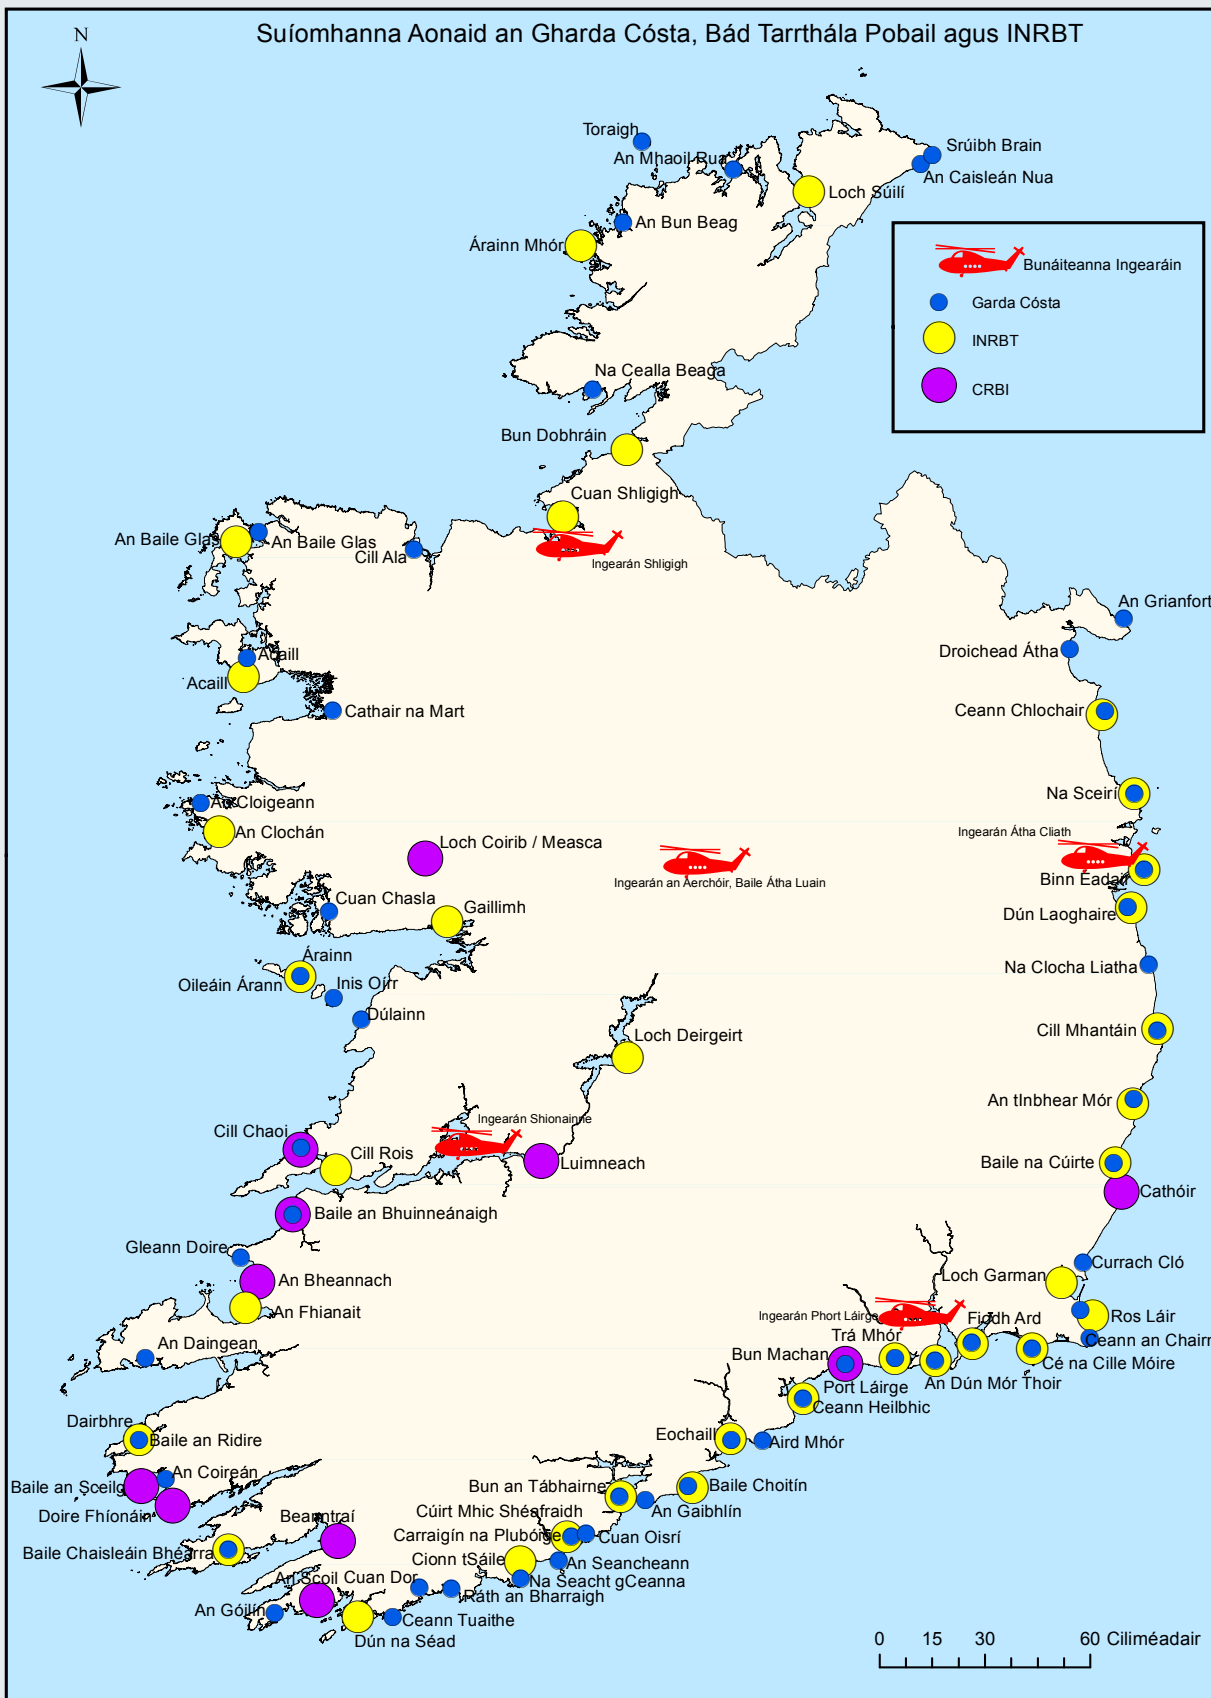 Suíomhanna Aonaid an Gharda Cósta, Bád Tarrthála Pobail agus INRBT
N
Toraigh
An Mhaoil Rua
Srúibh Brain
An Caisleán Nua
Loch Súilí
An Bun Beag
Árainn Mhór
Bunáiteanna Ingearáin
Garda Cósta
INRBT
CRBI
Na Cealla Beaga
Bun Dobhráin
Cuan Shligigh
An Baile Glas
An Baile Glas
Cill Ala
Ingearán Shligigh
An Grianfort
Droichead Átha
Acaill
Acaill
Cathair na Mart
Ceann Chlochair
Na Sceirí
An Cloigeann
An Clochán
Loch Coirib / Measca
Ingearán Átha Cliath
Ingearán an Aerchóir, Baile Átha Luain
Binn Éadair
Cuan Chasla
Gaillimh
Dún Laoghaire
Árainn
Oileáin Árann
Inis Oírr
Na Clocha Liatha
Dúlainn
Cill Mhantáin
Loch Deirgeirt
An tInbhear Mór
Ingearán Shionainne
Cill Chaoi
Cill Rois
Luimneach
Baile na Cúirte
Cathóir
Baile an Bhuinneánaigh
Gleann Doire
An Bheannach
An Fhianait
Currach Cló
Loch Garman
Ros Láir
Ceann an Chairn
Ingearán Phort Láirge
Fiodh Ard
Trá Mhór
Cé na Cille Móire
An Daingean
Bun Machan
An Dún Mór Thoir
Port Láirge
Ceann Heilbhic
Dairbhre
Baile an Ridire
Eochaill
Aird Mhór
An Coireán
Baile an Sceilg
Doire Fhíonáin
Bun an Tábhairne
Baile Choitín
An Gaibhlín
Cúirt Mhic Shéafraidh
Beanntraí
Carraigín na Plubóige
Cuan Oisrí
Baile Chaisleáin Bhéarra
Cionn tSáile
An Seancheann
An Scoil
Cuan Dor
Na Seacht gCeanna
Ráth an Bharraigh
An Góilín
Ceann Tuaithe
Dún na Séad
0 15 30 60 Ciliméadair